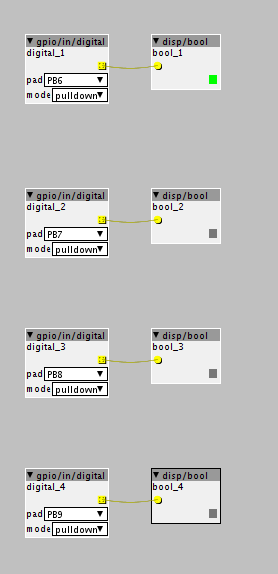 gpio/in/digital
digital_1
pad PB6
mode pulldown
disp/bool
bool_1
gpio/in/digital
digital_2
pad PB7
mode pulldown
disp/bool
bool_2
gpio/in/digital
digital_3
pad PB8
mode pulldown
disp/bool
bool_3
gpio/in/digital
digital_4
pad PB9
mode pulldown
disp/bool
bool_4